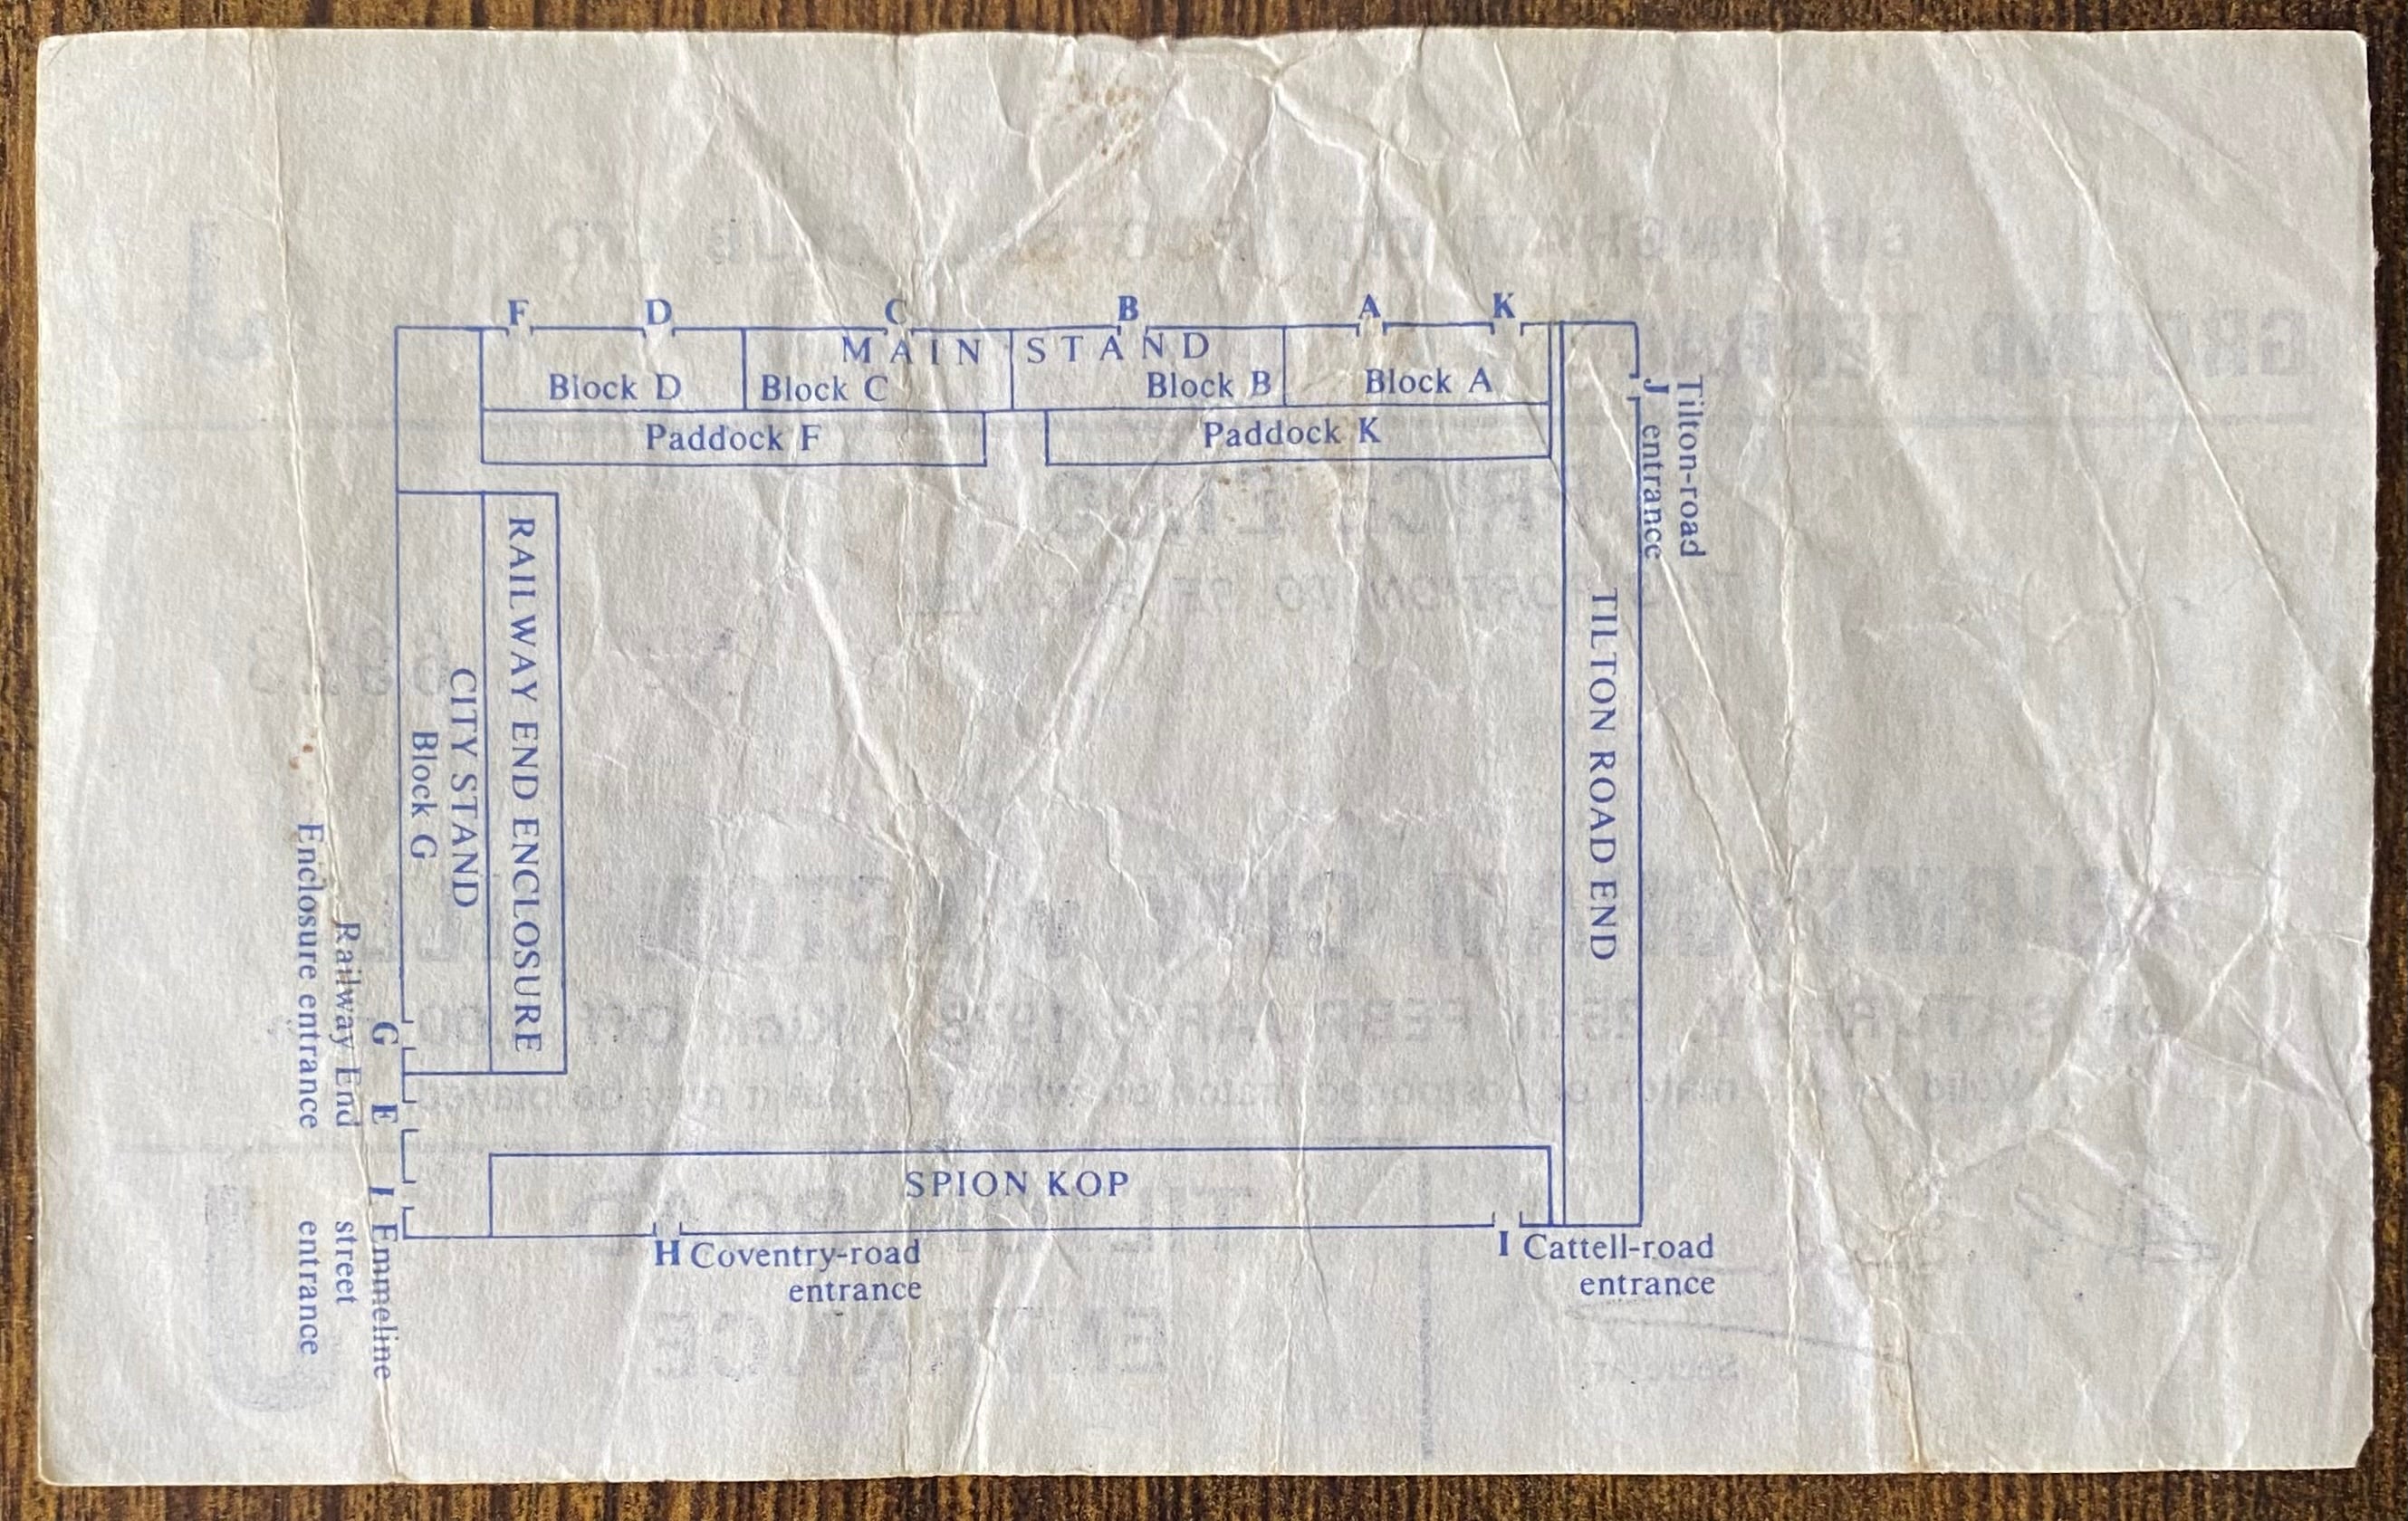 F D C B A K
MAIN STAND
Block D Block C Block B Block A
Paddock F Paddock K
Tilton-road
J entrance
TILTON ROAD END
RAILWAY END ENCLOSURE
CITY STAND
Block G
G E I
Railway End
Enclosure entrance
Emmeline
street
entrance
SPION KOP
H Coventry-road
entrance
I Cattell-road
entrance